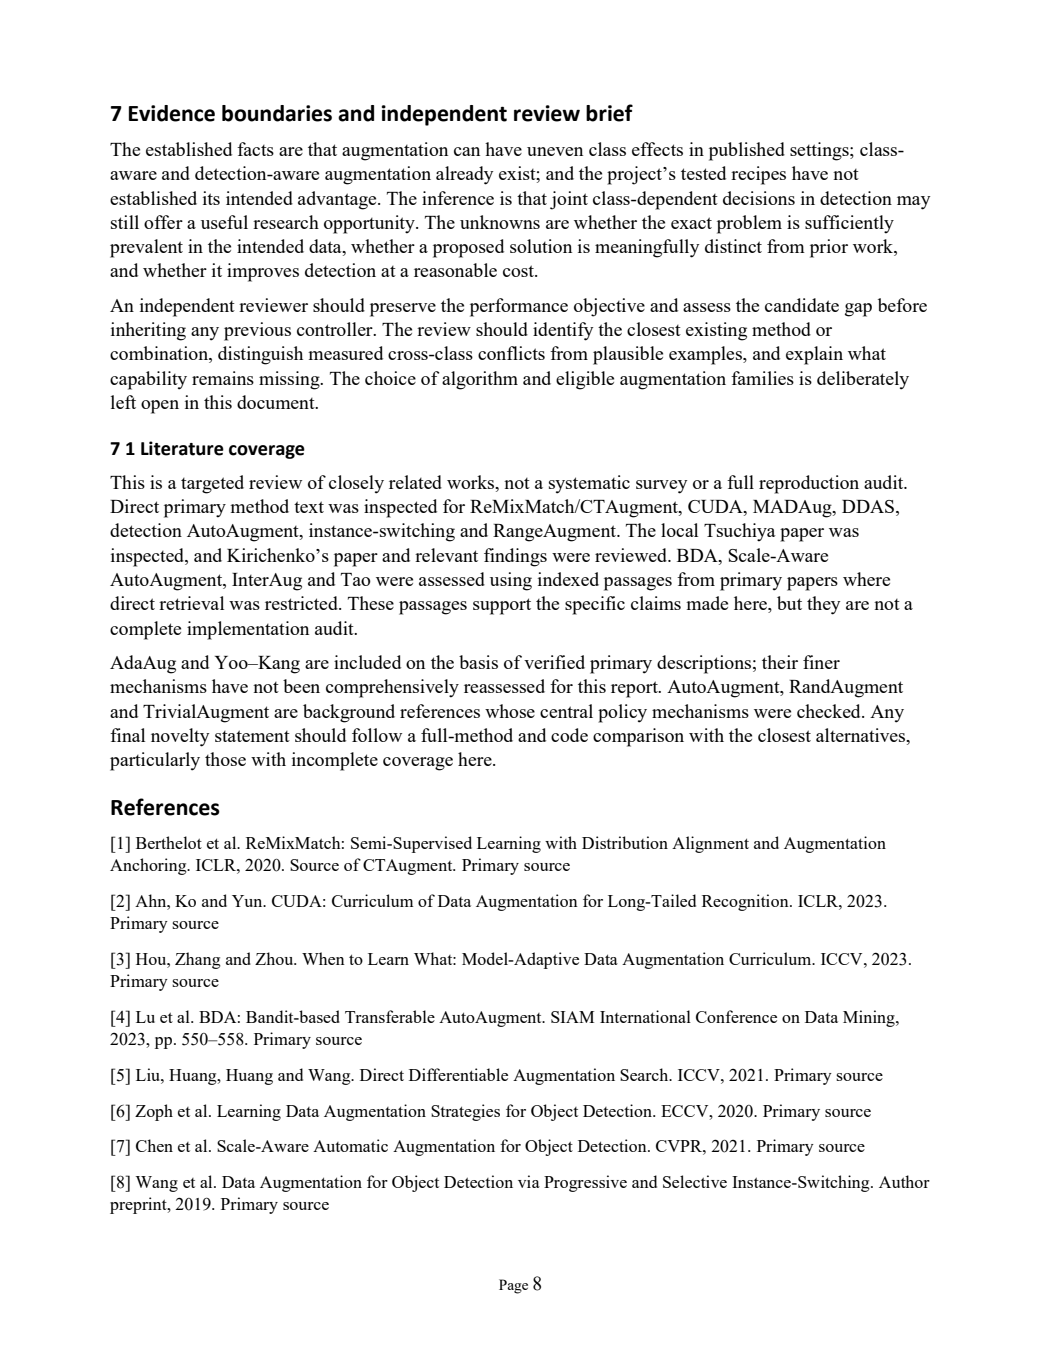 7 Evidence boundaries and independent review brief
The established facts are that augmentation can have uneven class effects in published settings; class-
aware and detection-aware augmentation already exist; and the project’s tested recipes have not
established its intended advantage. The inference is that joint class-dependent decisions in detection may
still offer a useful research opportunity. The unknowns are whether the exact problem is sufficiently
prevalent in the intended data, whether a proposed solution is meaningfully distinct from prior work,
and whether it improves detection at a reasonable cost.
An independent reviewer should preserve the performance objective and assess the candidate gap before
inheriting any previous controller. The review should identify the closest existing method or
combination, distinguish measured cross-class conflicts from plausible examples, and explain what
capability remains missing. The choice of algorithm and eligible augmentation families is deliberately
left open in this document.
7 1 Literature coverage
This is a targeted review of closely related works, not a systematic survey or a full reproduction audit.
Direct primary method text was inspected for ReMixMatch/CTAugment, CUDA, MADAug, DDAS,
detection AutoAugment, instance-switching and RangeAugment. The local Tsuchiya paper was
inspected, and Kirichenko’s paper and relevant findings were reviewed. BDA, Scale-Aware
AutoAugment, InterAug and Tao were assessed using indexed passages from primary papers where
direct retrieval was restricted. These passages support the specific claims made here, but they are not a
complete implementation audit.
AdaAug and Yoo–Kang are included on the basis of verified primary descriptions; their finer
mechanisms have not been comprehensively reassessed for this report. AutoAugment, RandAugment
and TrivialAugment are background references whose central policy mechanisms were checked. Any
final novelty statement should follow a full-method and code comparison with the closest alternatives,
particularly those with incomplete coverage here.
References
[1] Berthelot et al. ReMixMatch: Semi-Supervised Learning with Distribution Alignment and Augmentation
Anchoring. ICLR, 2020. Source of CTAugment. Primary source
[2] Ahn, Ko and Yun. CUDA: Curriculum of Data Augmentation for Long-Tailed Recognition. ICLR, 2023.
Primary source
[3] Hou, Zhang and Zhou. When to Learn What: Model-Adaptive Data Augmentation Curriculum. ICCV, 2023.
Primary source
[4] Lu et al. BDA: Bandit-based Transferable AutoAugment. SIAM International Conference on Data Mining,
2023, pp. 550–558. Primary source
[5] Liu, Huang, Huang and Wang. Direct Differentiable Augmentation Search. ICCV, 2021. Primary source
[6] Zoph et al. Learning Data Augmentation Strategies for Object Detection. ECCV, 2020. Primary source
[7] Chen et al. Scale-Aware Automatic Augmentation for Object Detection. CVPR, 2021. Primary source
[8] Wang et al. Data Augmentation for Object Detection via Progressive and Selective Instance-Switching. Author
preprint, 2019. Primary source
Page 8